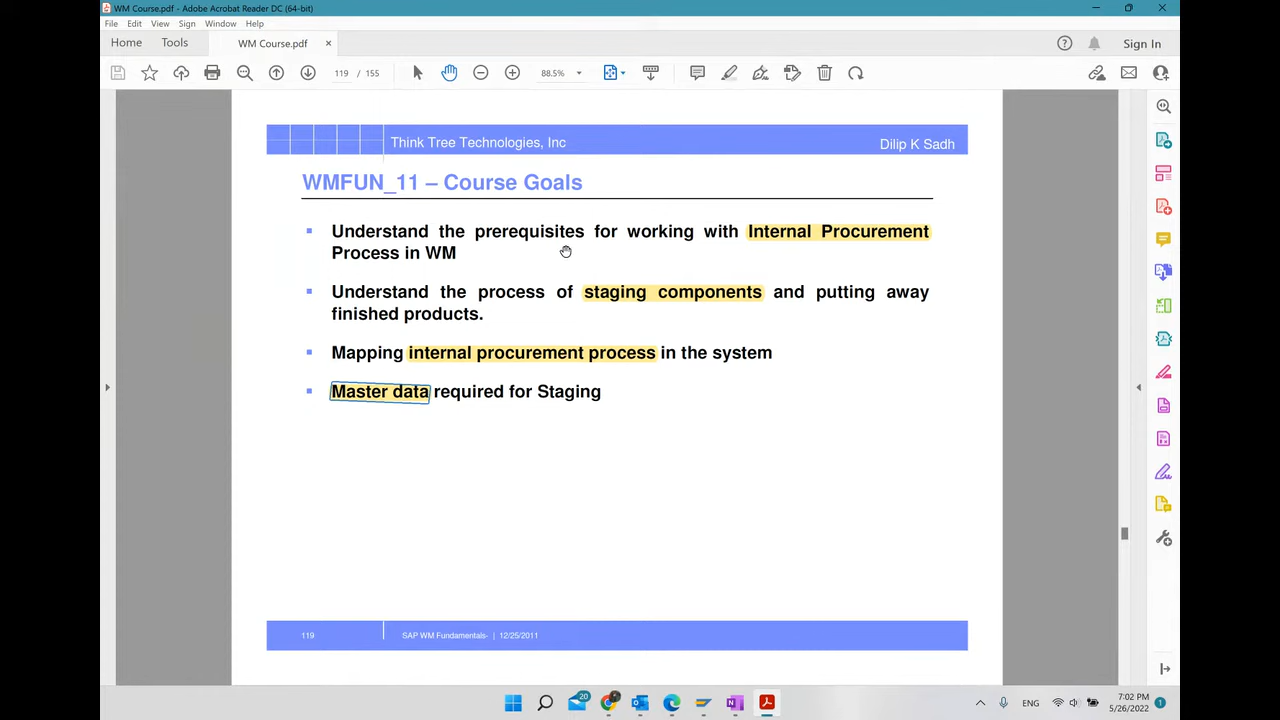 WM Course.pdf - Adobe Acrobat Reader DC (64-bit)
File Edit View Sign Window Help
Home Tools WM Course.pdf × Sign In
119 / 155 88.5%
Think Tree Technologies, Inc Dilip K Sadh
WMFUN_11 – Course Goals
Understand the prerequisites for working with Internal Procurement
Process in WM
Understand the process of staging components and putting away
finished products.
Mapping internal procurement process in the system
Master data required for Staging
119 SAP WM Fundamentals- | 12/25/2011
20 ENG 7:02 PM
5/26/2022 1